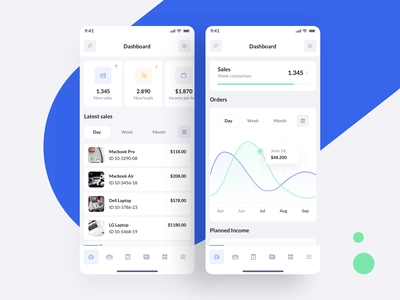 9:41
Dashboard
1.345
New sales
2.890
New leads
$1.870
Income per le
Latest sales
Day
Week
Month
Macbook Pro
ID 10-3290-08
$118.00
Macbook Air
ID 10-3456-18
$208.00
Dell Laptop
ID 10-3786-23
$578.00
LG Laptop
ID 10-5468-19
$1180.00
9:41
Dashboard
Sales
Week comparison
1.345
Orders
Day
Week
Month
June 16
$48.200
Apr
Jun
Jul
Aug
Sep
Planned Income